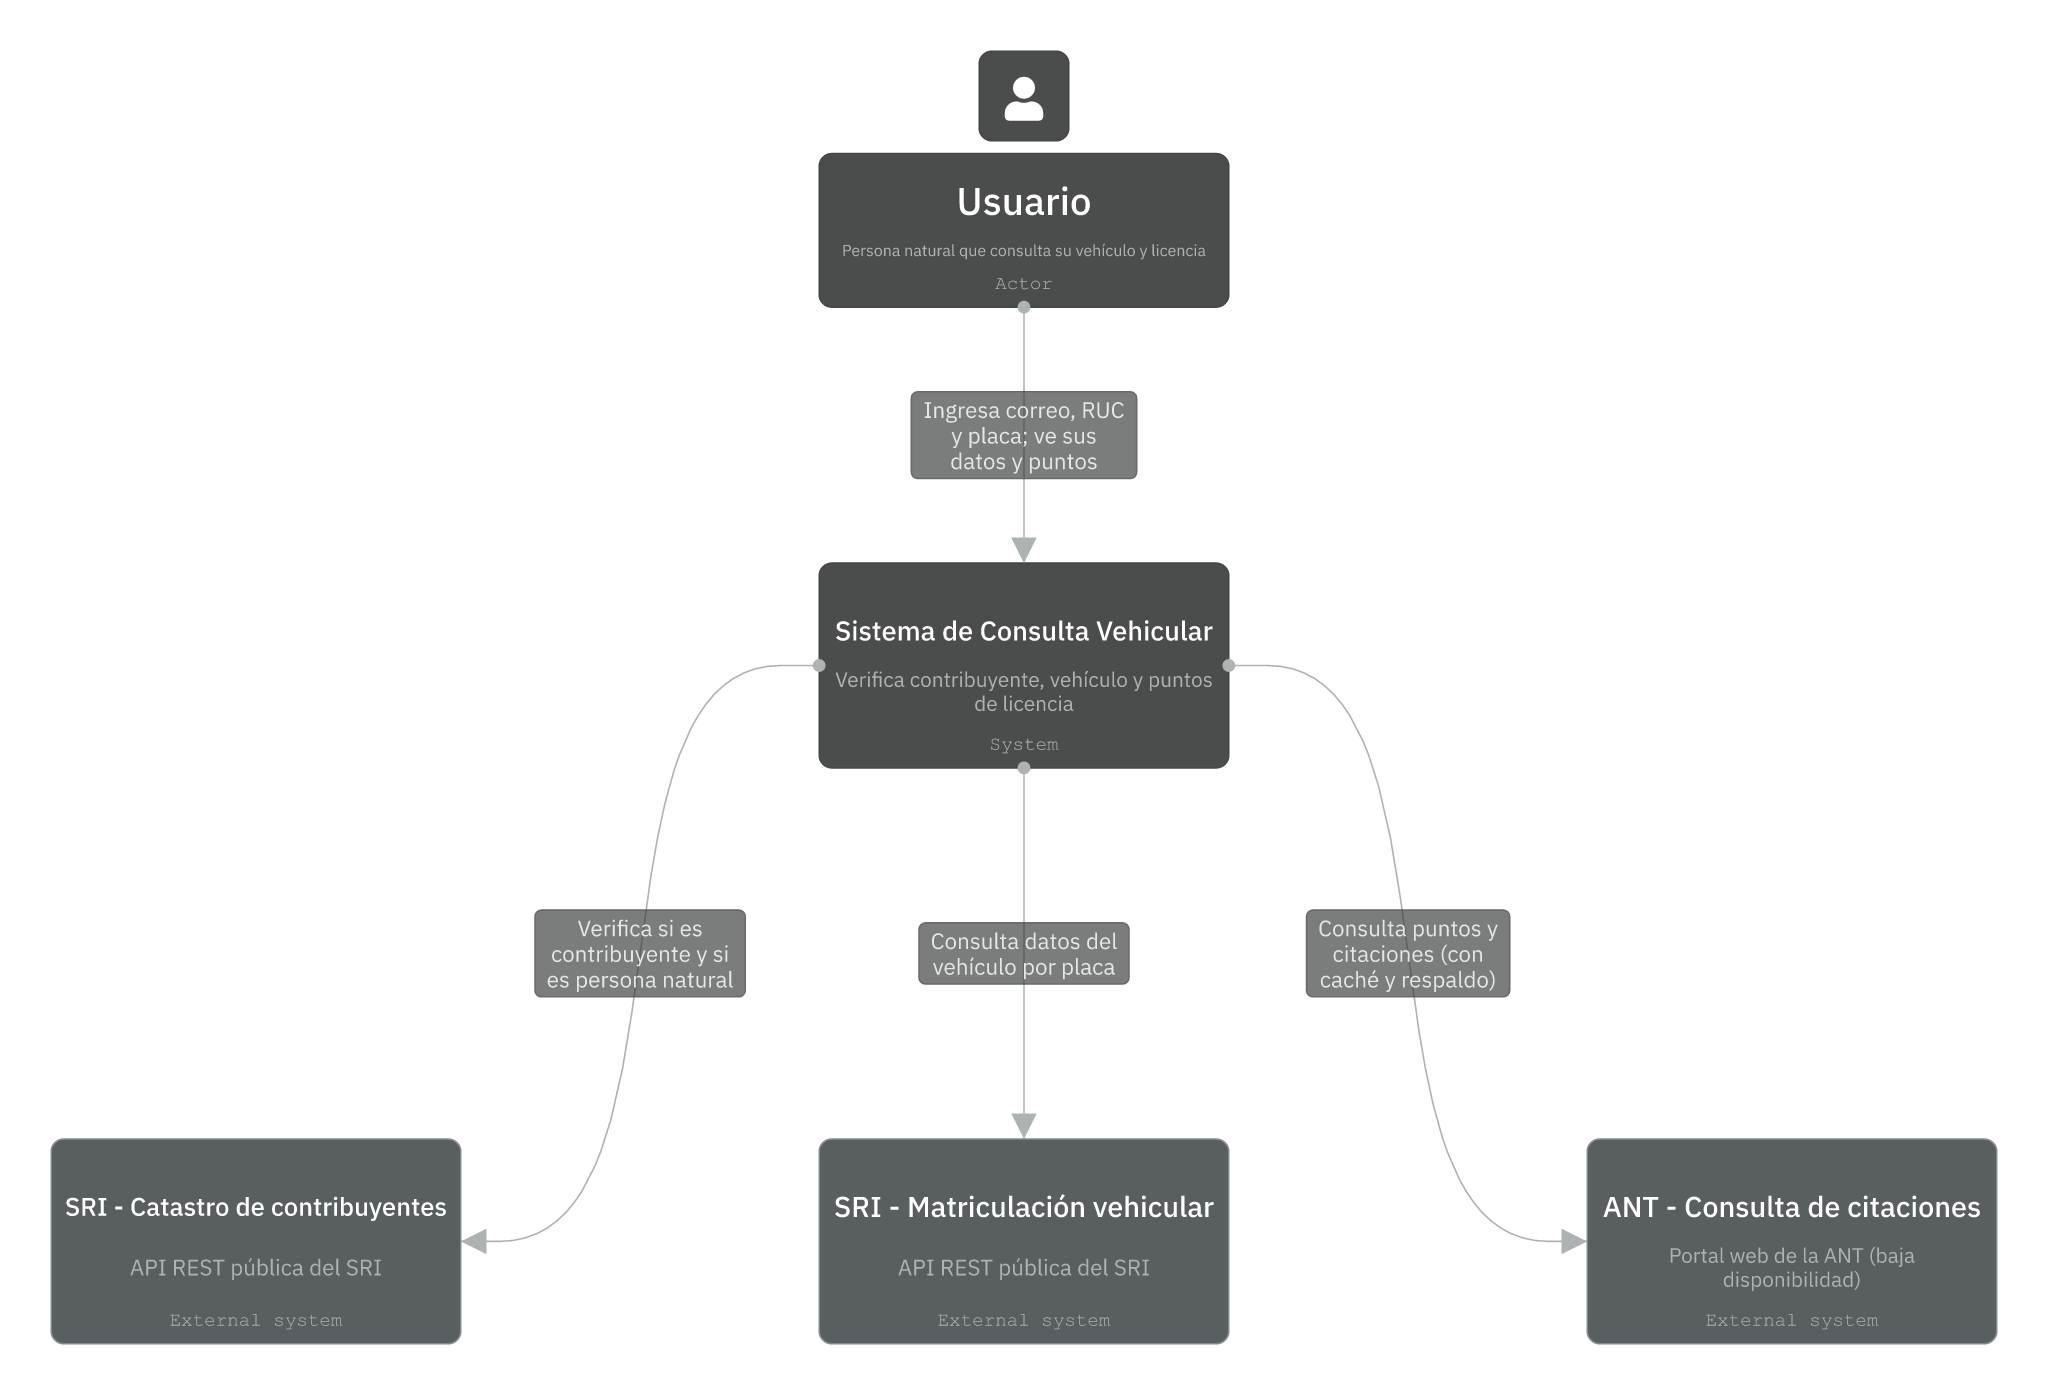 Usuario
Persona natural que consulta su vehículo y licencia
Actor
Ingresa correo, RUC
y placa; ve sus
datos y puntos
Sistema de Consulta Vehicular
Verifica contribuyente, vehículo y puntos
de licencia
System
Verifica si es
contribuyente y si
es persona natural
Consulta datos del
vehículo por placa
Consulta puntos y
citaciones (con
caché y respaldo)
SRI - Catastro de contribuyentes
API REST pública del SRI
External system
SRI - Matriculación vehicular
API REST pública del SRI
External system
ANT - Consulta de citaciones
Portal web de la ANT (baja
disponibilidad)
External system